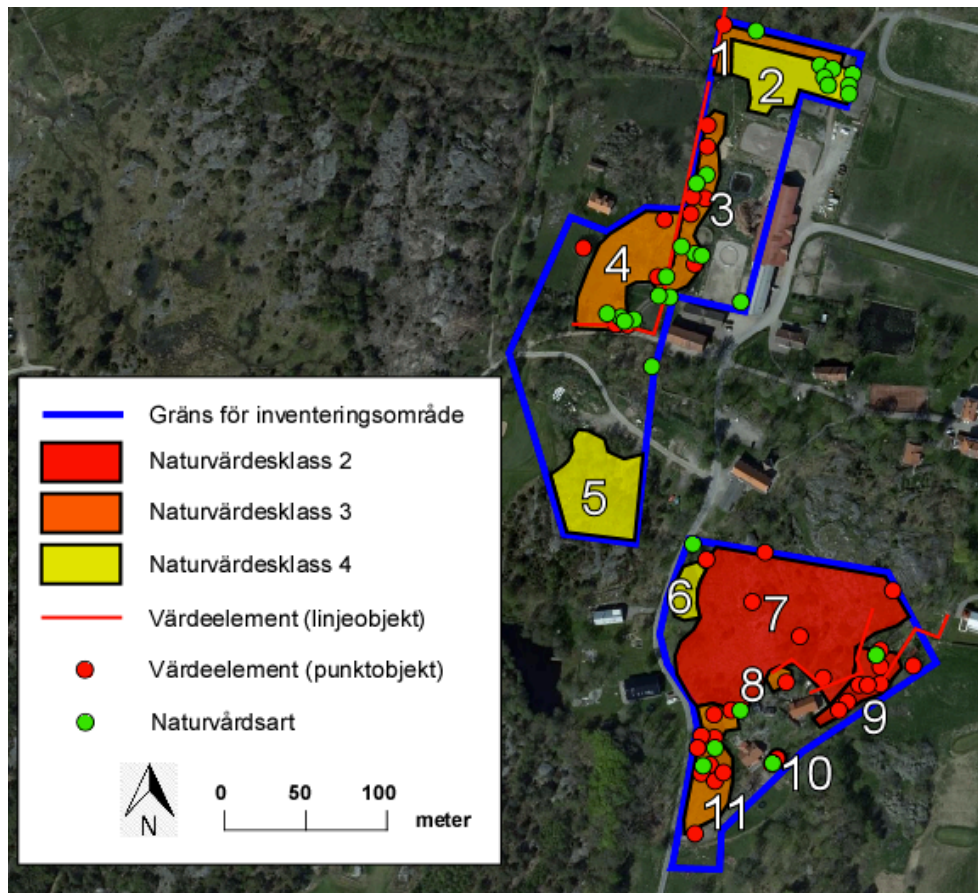 1
2
3
4
5
6
7
8
9
10
11
Gräns för inventeringsområde
Naturvärdesklass 2
Naturvärdesklass 3
Naturvärdesklass 4
Värdeelement (linjeobjekt)
Värdeelement (punktobjekt)
Naturvårdsart
N
0 50 100
meter